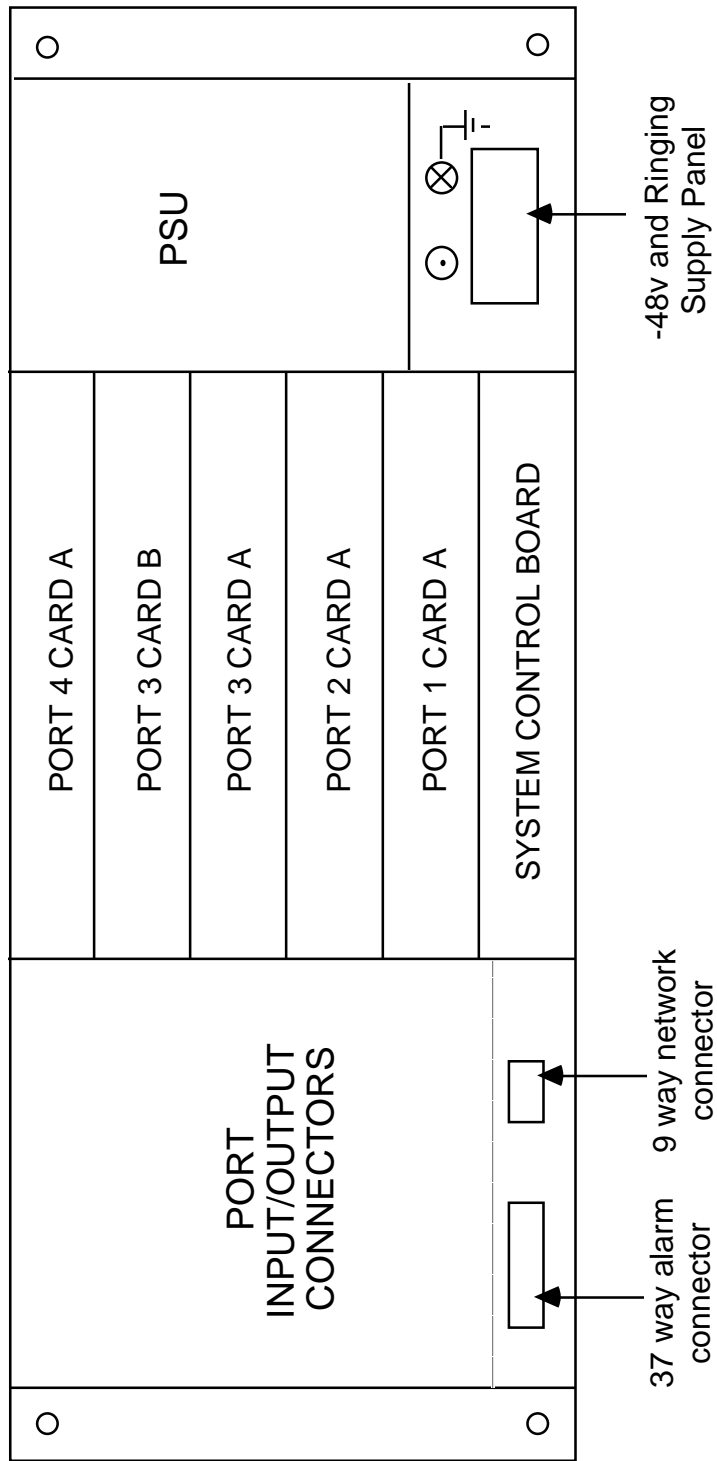 PORT
INPUT/OUTPUT
CONNECTORS
PORT 4 CARD A
PORT 3 CARD B
PORT 3 CARD A
PORT 2 CARD A
PORT 1 CARD A
SYSTEM CONTROL BOARD
PSU
37 way alarm
connector
9 way network
connector
-48v and Ringing
Supply Panel